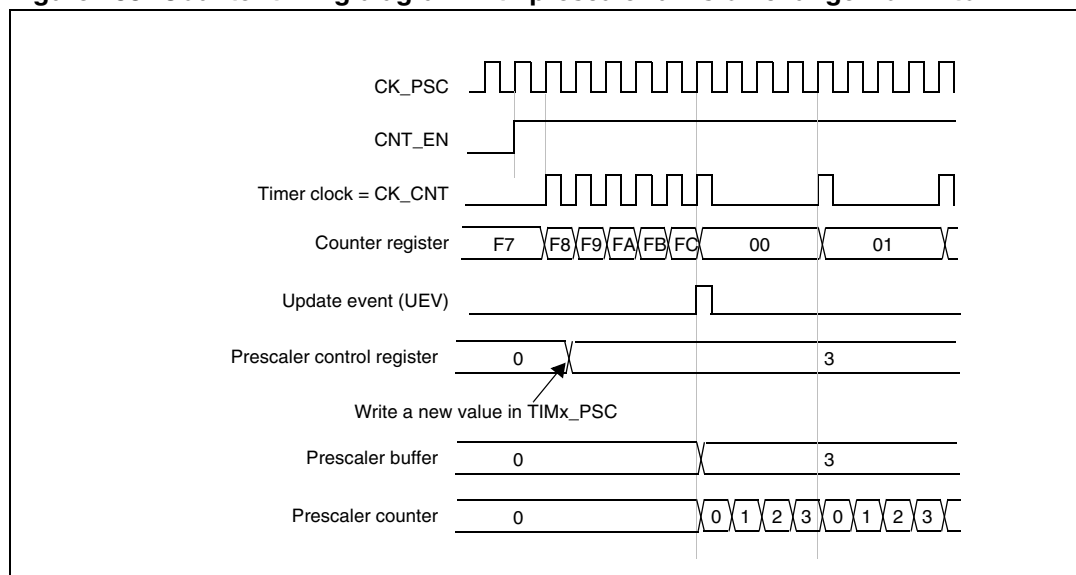 CK_PSC
CNT_EN
Timer clock = CK_CNT
Counter register F7 F8 F9 FA FB FC 00 01
Update event (UEV)
Prescaler control register 0 3
Write a new value in TIMx_PSC
Prescaler buffer 0 3
Prescaler counter 0 0 1 2 3 0 1 2 3